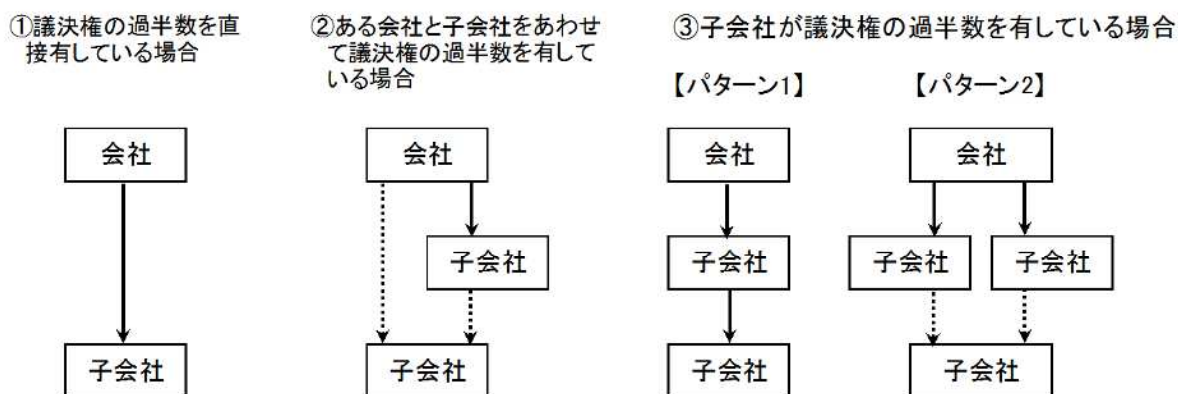 ①議決権の過半数を直
接有している場合
②ある会社と子会社をあわせ
て議決権の過半数を有して
いる場合
③子会社が議決権の過半数を有している場合
【パターン1】
【パターン2】
会社
会社
会社
会社
子会社
子会社
子会社
子会社
子会社
子会社
子会社
子会社